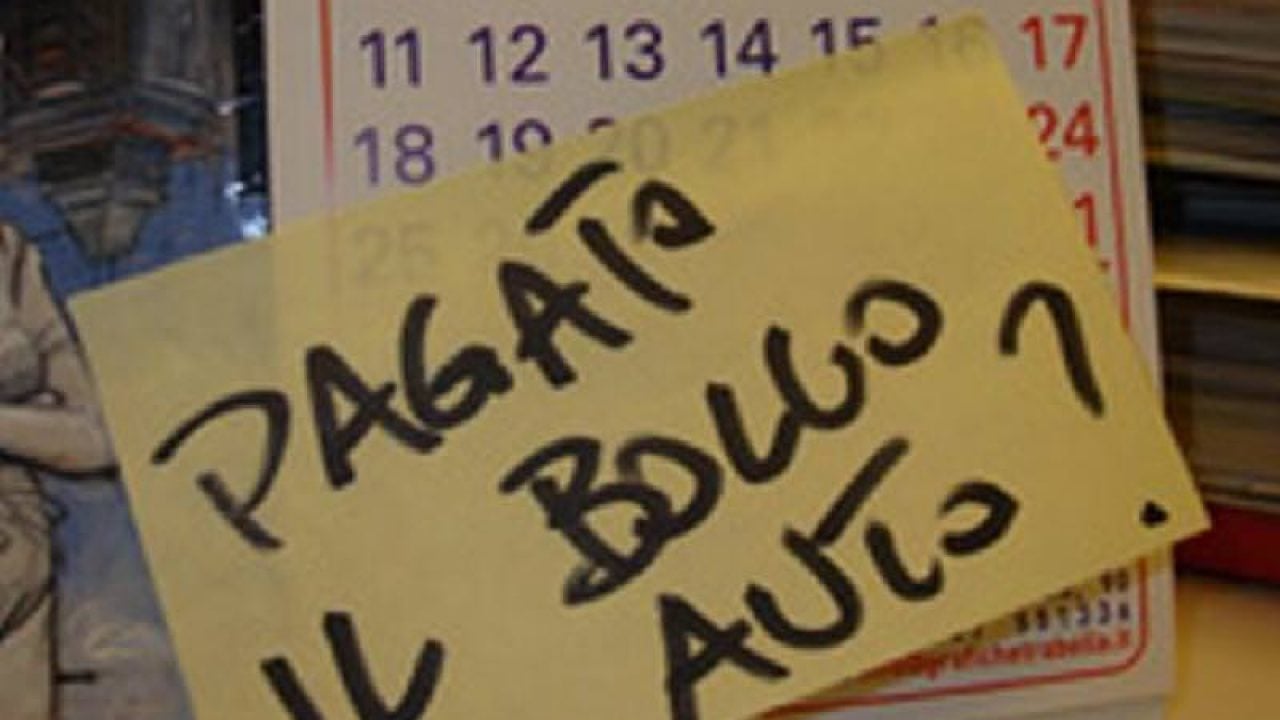 11 12 13 14 15 16 17
18 19 20 21 24
25
PAGATO
IL BOLLO
AUTO ?